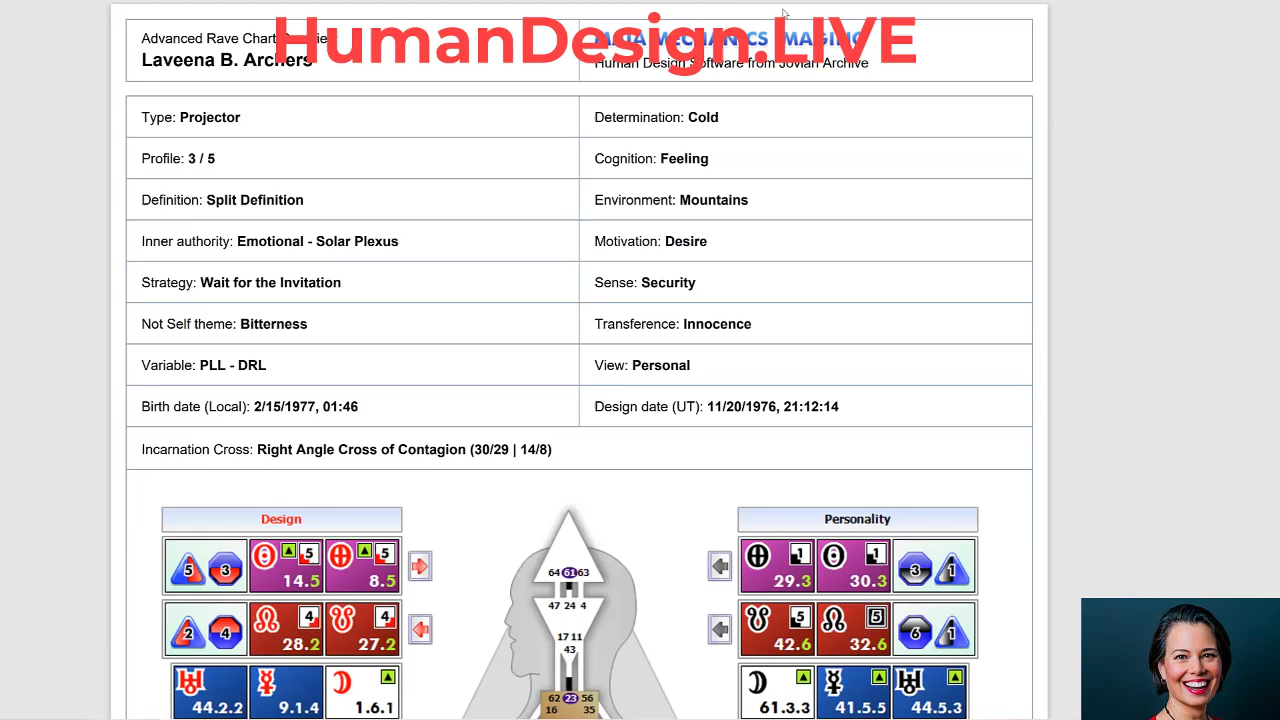 HumanDesign.LIVE
Advanced Rave Chart
Laveena B. Archers
MAIA MECHANICS IMAGING
Human Design Software from Jovian Archive
Type: Projector
Determination: Cold
Profile: 3 / 5
Cognition: Feeling
Definition: Split Definition
Environment: Mountains
Inner authority: Emotional - Solar Plexus
Motivation: Desire
Strategy: Wait for the Invitation
Sense: Security
Not Self theme: Bitterness
Transference: Innocence
Variable: PLL - DRL
View: Personal
Birth date (Local): 2/15/1977, 01:46
Design date (UT): 11/20/1976, 21:12:14
Incarnation Cross: Right Angle Cross of Contagion (30/29 | 14/8)
Design
5 3
5
14.5
5
8.5
2 4
4
28.2
4
27.2
44.2.2
9.1.4
1.6.1
64 61 63
47 24 4
17 11
43
62 23 56
16 35
Personality
1
29.3
1
30.3
3 1
5
42.6
5
32.6
6 1
61.3.3
41.5.5
44.5.3